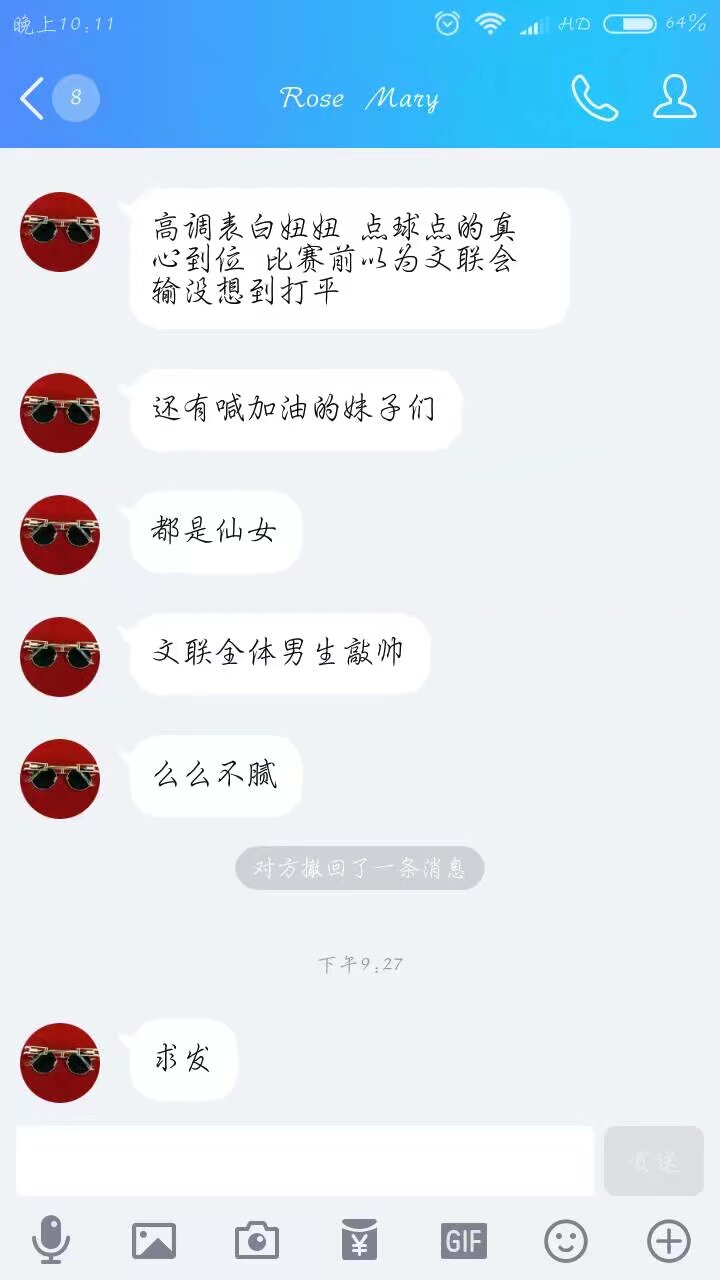 晚上10:11
HD
64%
8
Rose Mary
高调表白妞妞 点球点的真
心到位 比赛前以为文联会
输没想到打平
还有喊加油的妹子们
都是仙女
文联全体男生敲帅
么么不腻
对方撤回了一条消息
下午9:27
求发
发送
GIF